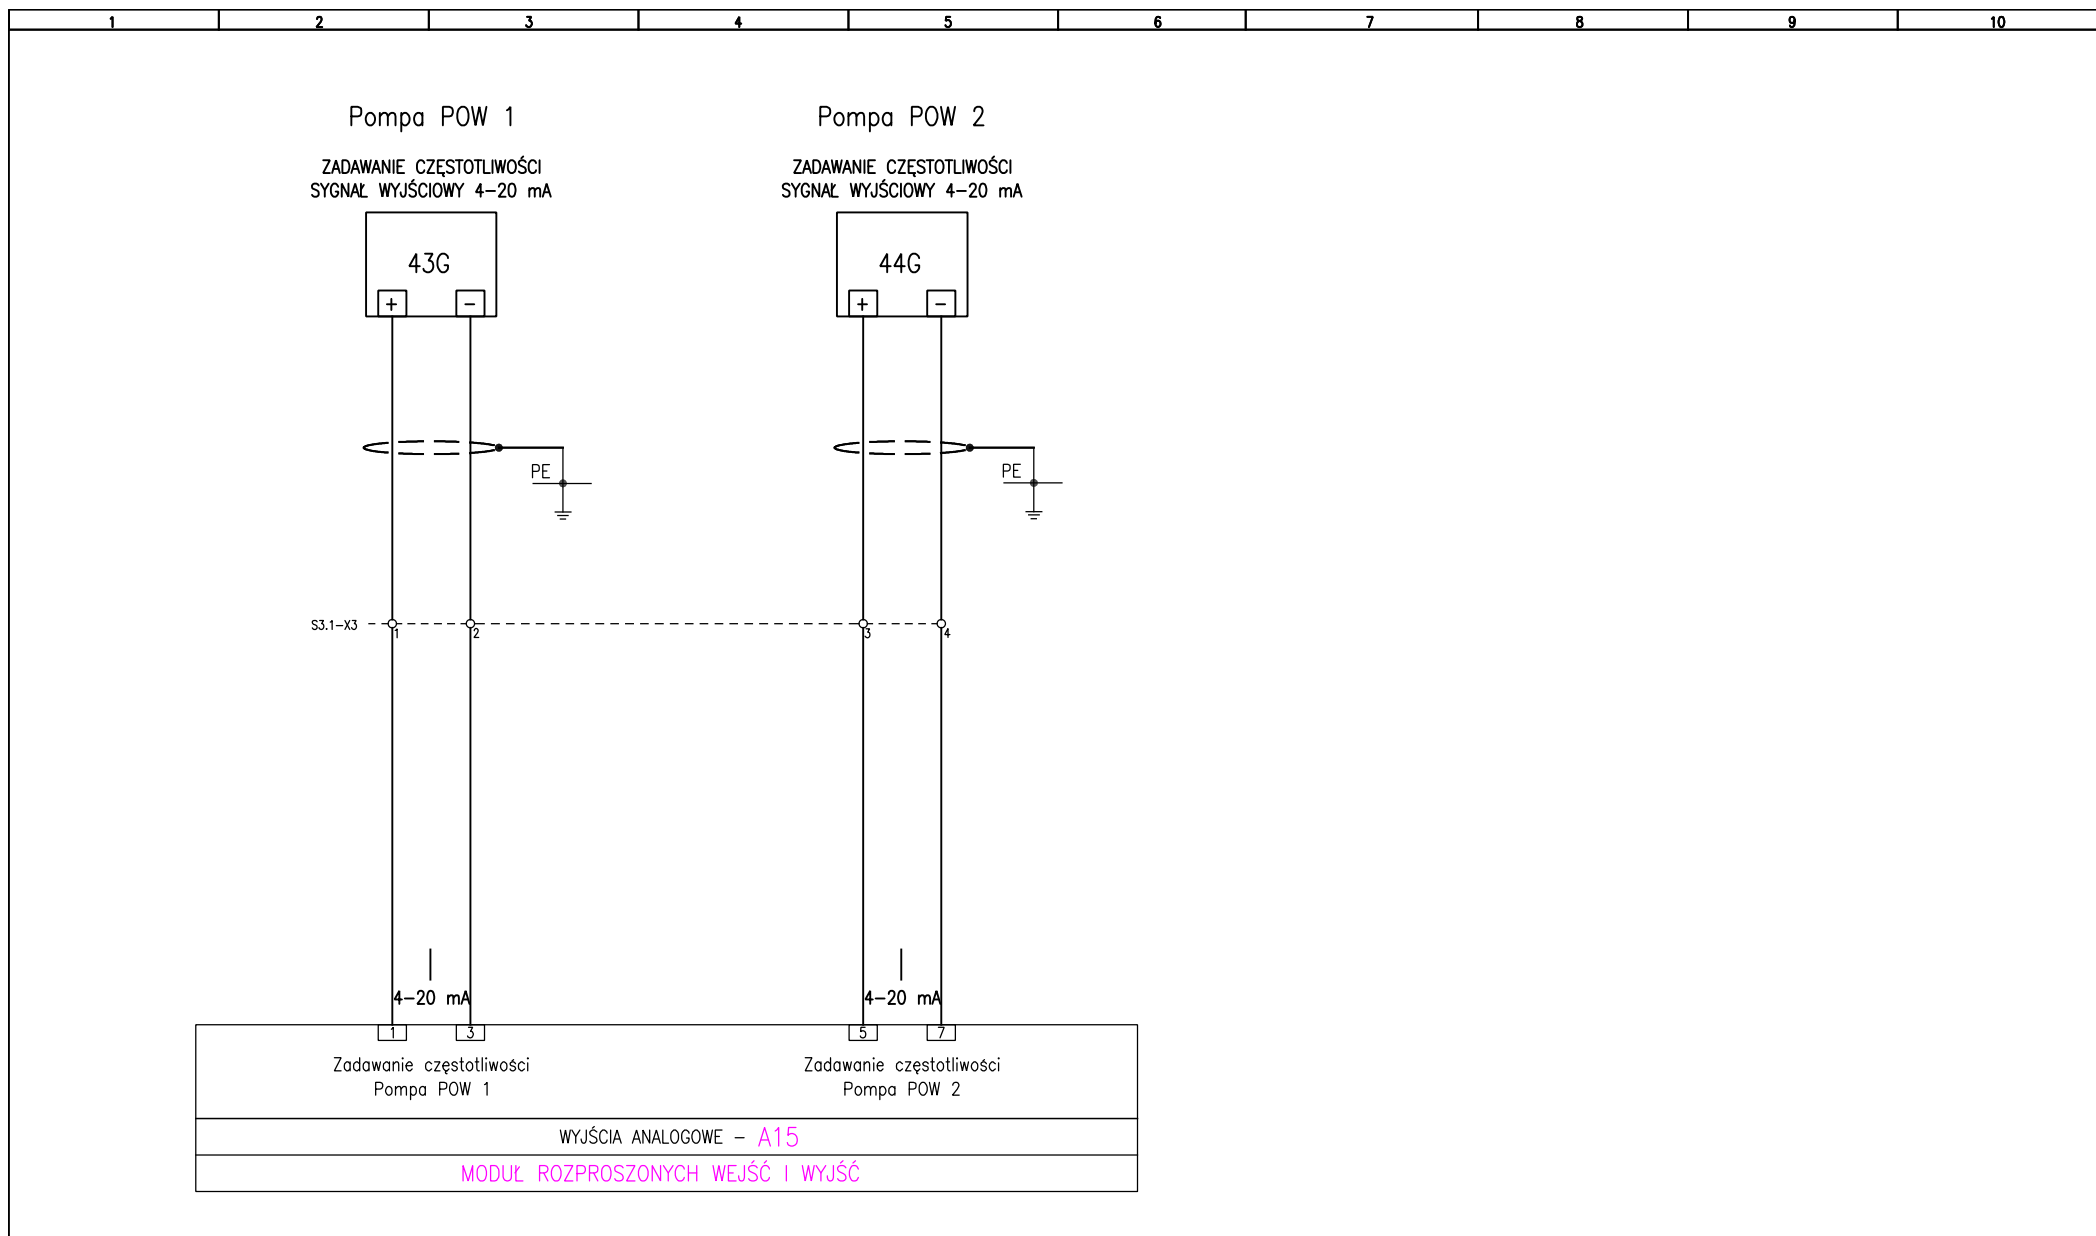 1 2 3 4 5 6 7 8 9 10
Pompa POW 1
ZADAWANIE CZĘSTOTLIWOŚCI
SYGNAŁ WYJŚCIOWY 4-20 mA
43G
+ -
PE
Pompa POW 2
ZADAWANIE CZĘSTOTLIWOŚCI
SYGNAŁ WYJŚCIOWY 4-20 mA
44G
+ -
PE
S3.1-X3 1 2 3 4
4-20 mA 4-20 mA
1 3 5 7
Zadawanie częstotliwości
Pompa POW 1
Zadawanie częstotliwości
Pompa POW 2
WYJŚCIA ANALOGOWE - A15
MODUŁ ROZPROSZONYCH WEJŚĆ I WYJŚĆ